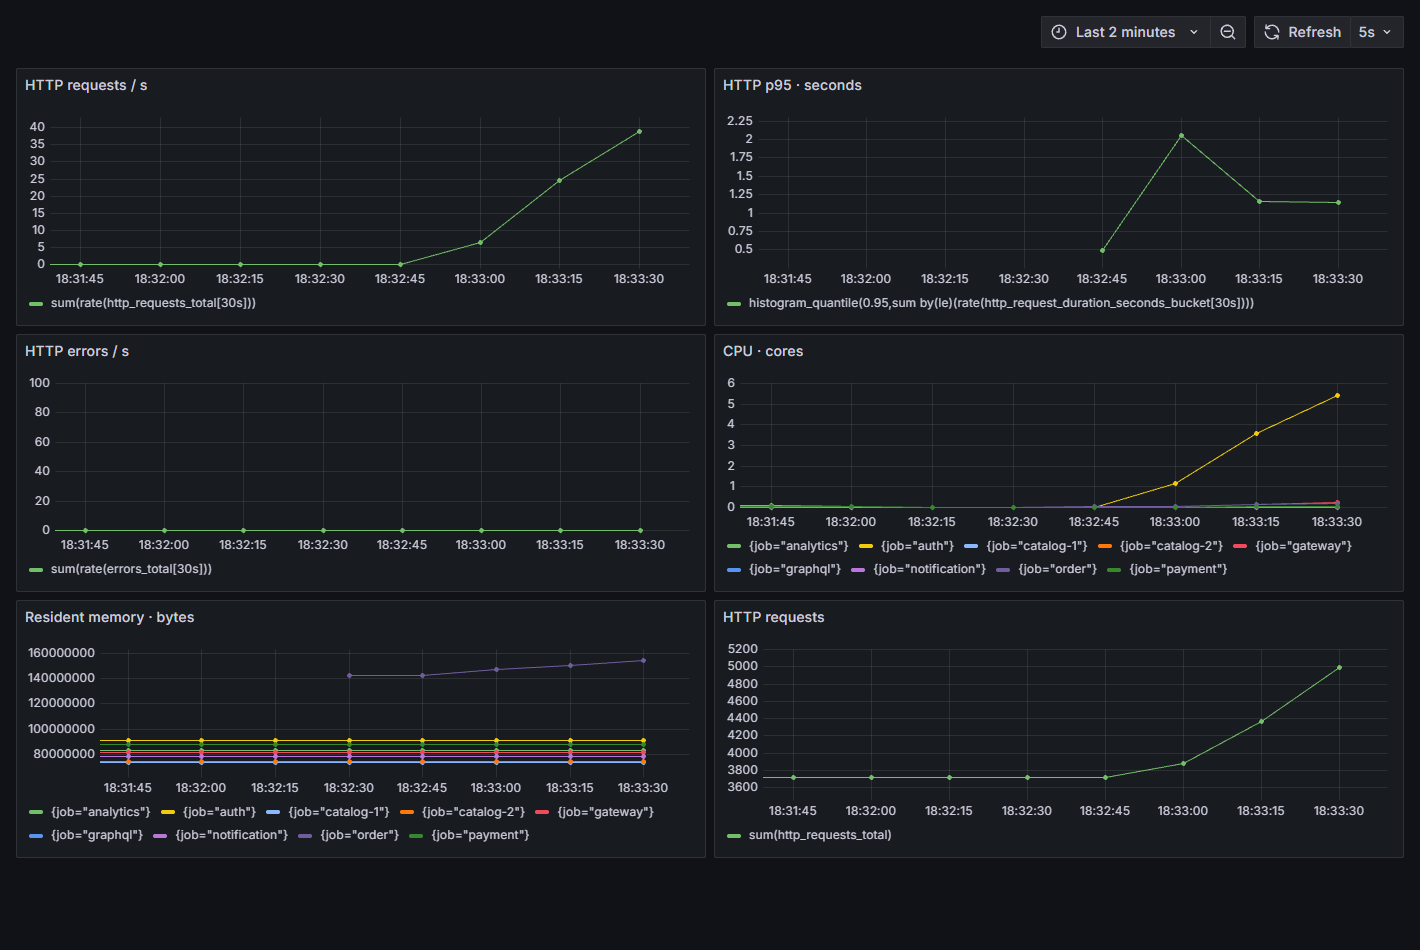 Last 2 minutes
Refresh
5s
HTTP requests / s
40
35
30
25
20
15
10
5
0
18:31:45 18:32:00 18:32:15 18:32:30 18:32:45 18:33:00 18:33:15 18:33:30
sum(rate(http_requests_total[30s]))
HTTP p95 · seconds
2.25
2
1.75
1.5
1.25
1
0.75
0.5
18:31:45 18:32:00 18:32:15 18:32:30 18:32:45 18:33:00 18:33:15 18:33:30
histogram_quantile(0.95,sum by(le)(rate(http_request_duration_seconds_bucket[30s])))
HTTP errors / s
100
80
60
40
20
0
18:31:45 18:32:00 18:32:15 18:32:30 18:32:45 18:33:00 18:33:15 18:33:30
sum(rate(errors_total[30s]))
CPU · cores
6
5
4
3
2
1
0
18:31:45 18:32:00 18:32:15 18:32:30 18:32:45 18:33:00 18:33:15 18:33:30
{job="analytics"} {job="auth"} {job="catalog-1"} {job="catalog-2"} {job="gateway"}
{job="graphql"} {job="notification"} {job="order"} {job="payment"}
Resident memory · bytes
160000000
140000000
120000000
100000000
80000000
18:31:45 18:32:00 18:32:15 18:32:30 18:32:45 18:33:00 18:33:15 18:33:30
{job="analytics"} {job="auth"} {job="catalog-1"} {job="catalog-2"} {job="gateway"}
{job="graphql"} {job="notification"} {job="order"} {job="payment"}
HTTP requests
5200
5000
4800
4600
4400
4200
4000
3800
3600
18:31:45 18:32:00 18:32:15 18:32:30 18:32:45 18:33:00 18:33:15 18:33:30
sum(http_requests_total)